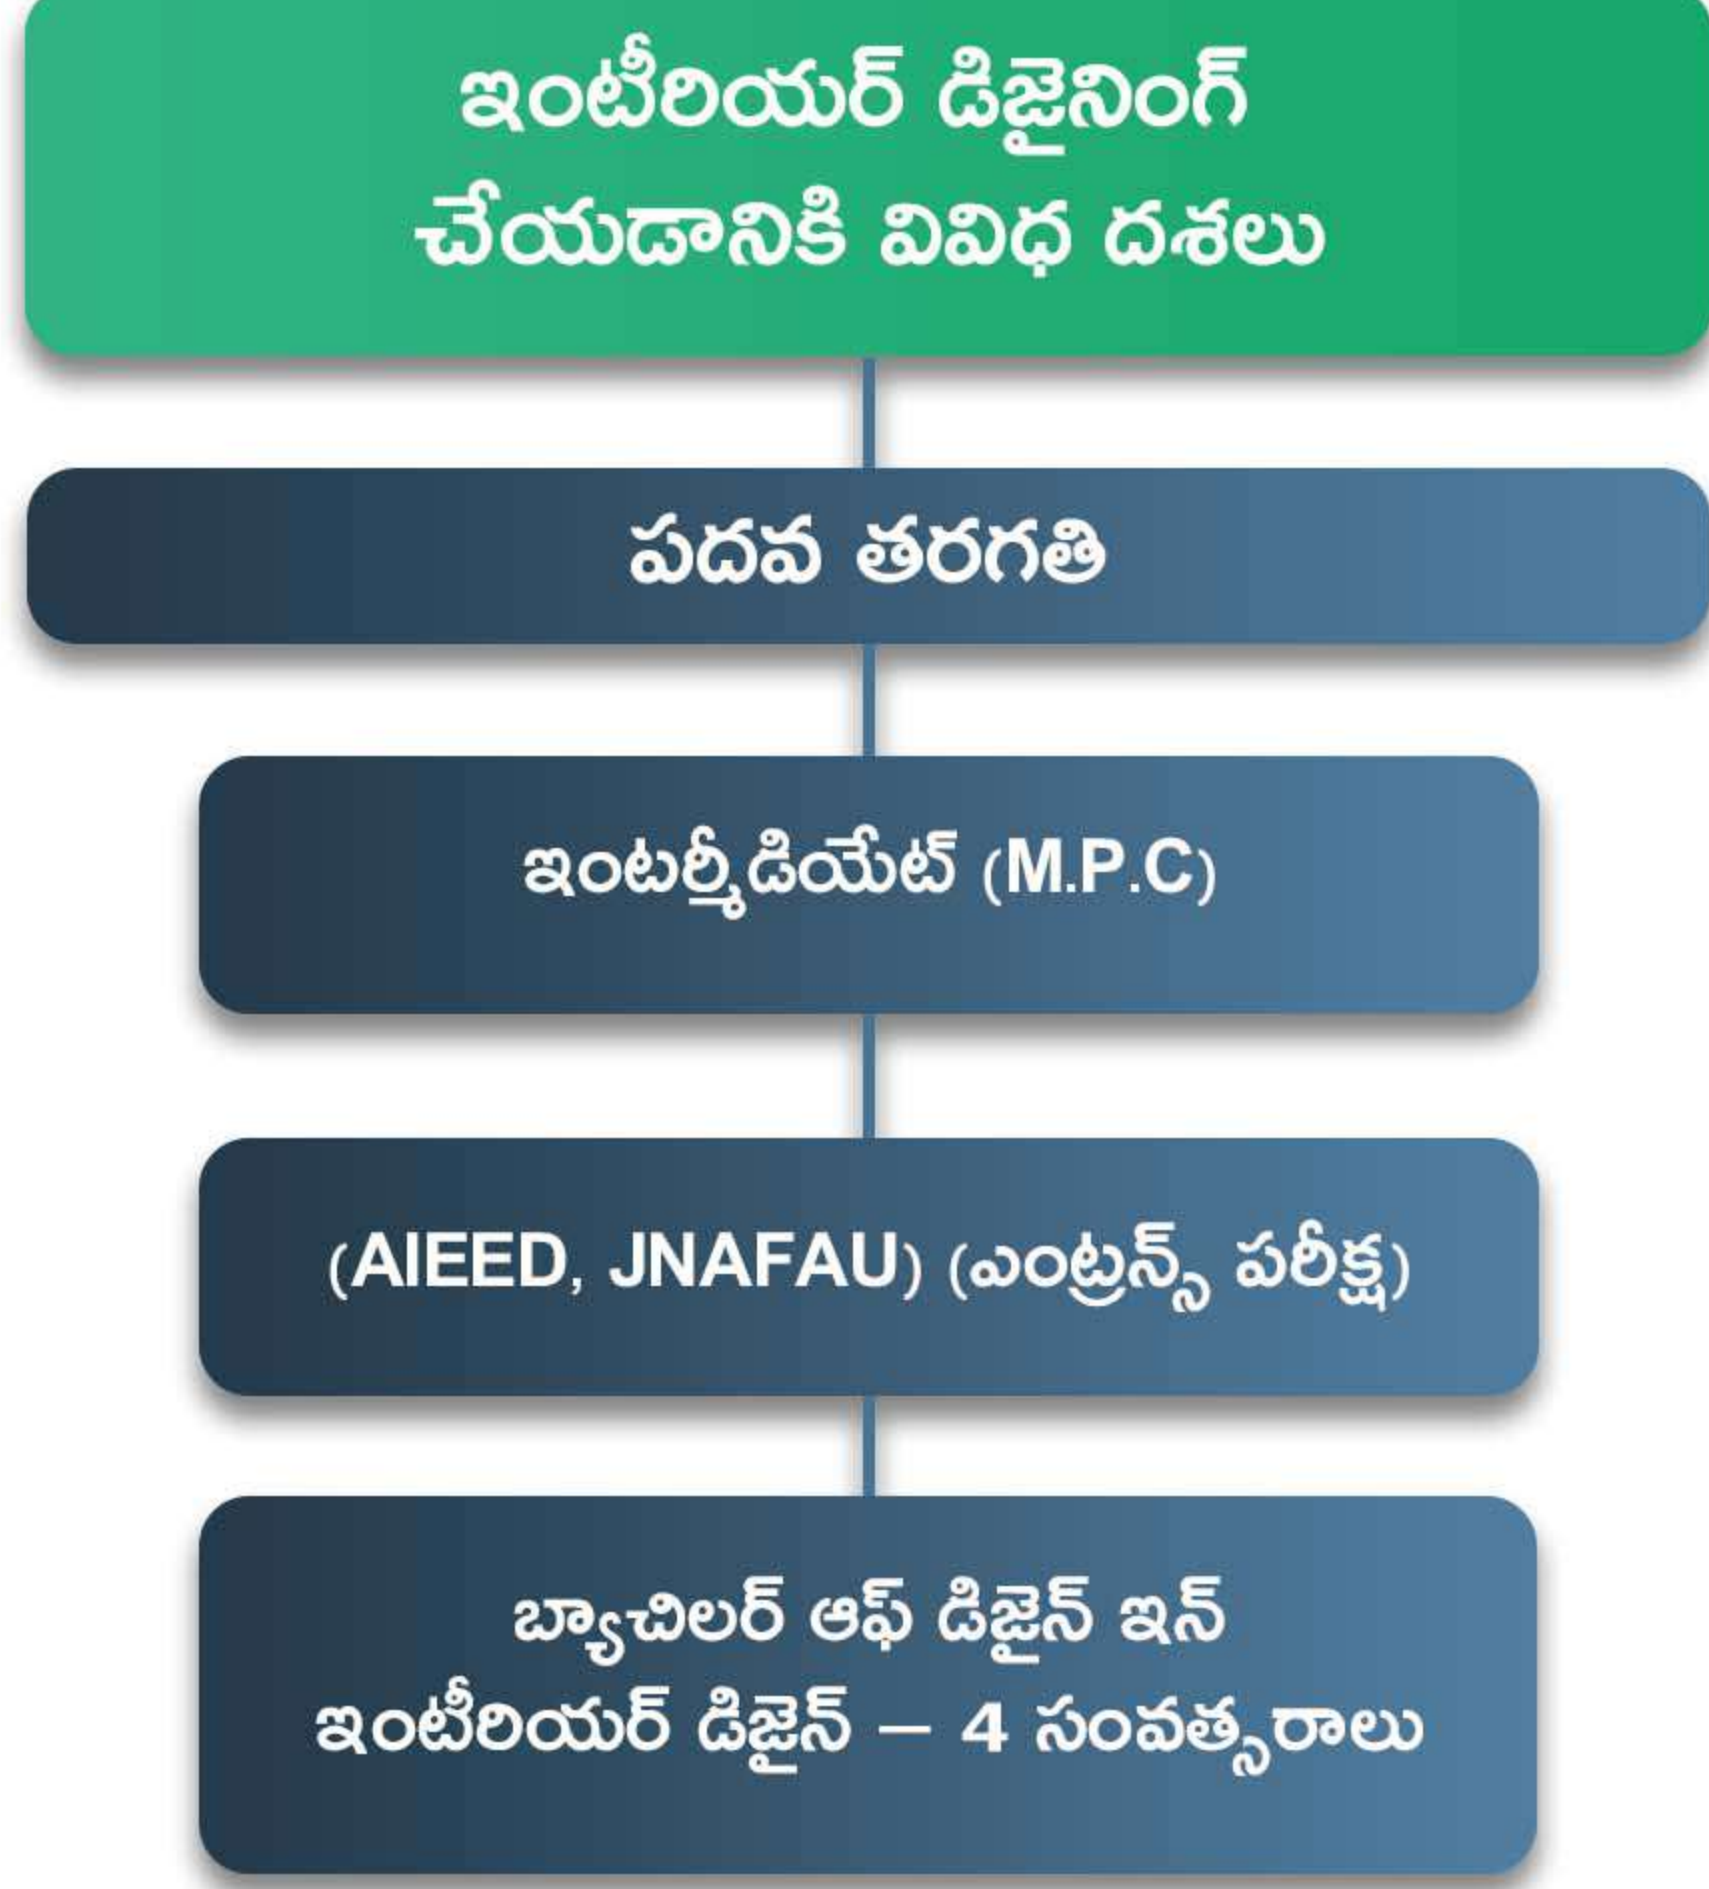 ఇంటీరియర్ డిజైనింగ్
చేయడానికి వివిధ దశలు
పదవ తరగతి
ఇంటర్మీడియేట్ (M.P.C)
(AIEED, JNAFAU) (ఎంట్రన్స్ పరీక్ష)
బ్యాచిలర్ ఆఫ్ డిజైన్ ఇన్
ఇంటీరియర్ డిజైన్ – 4 సంవత్సరాలు